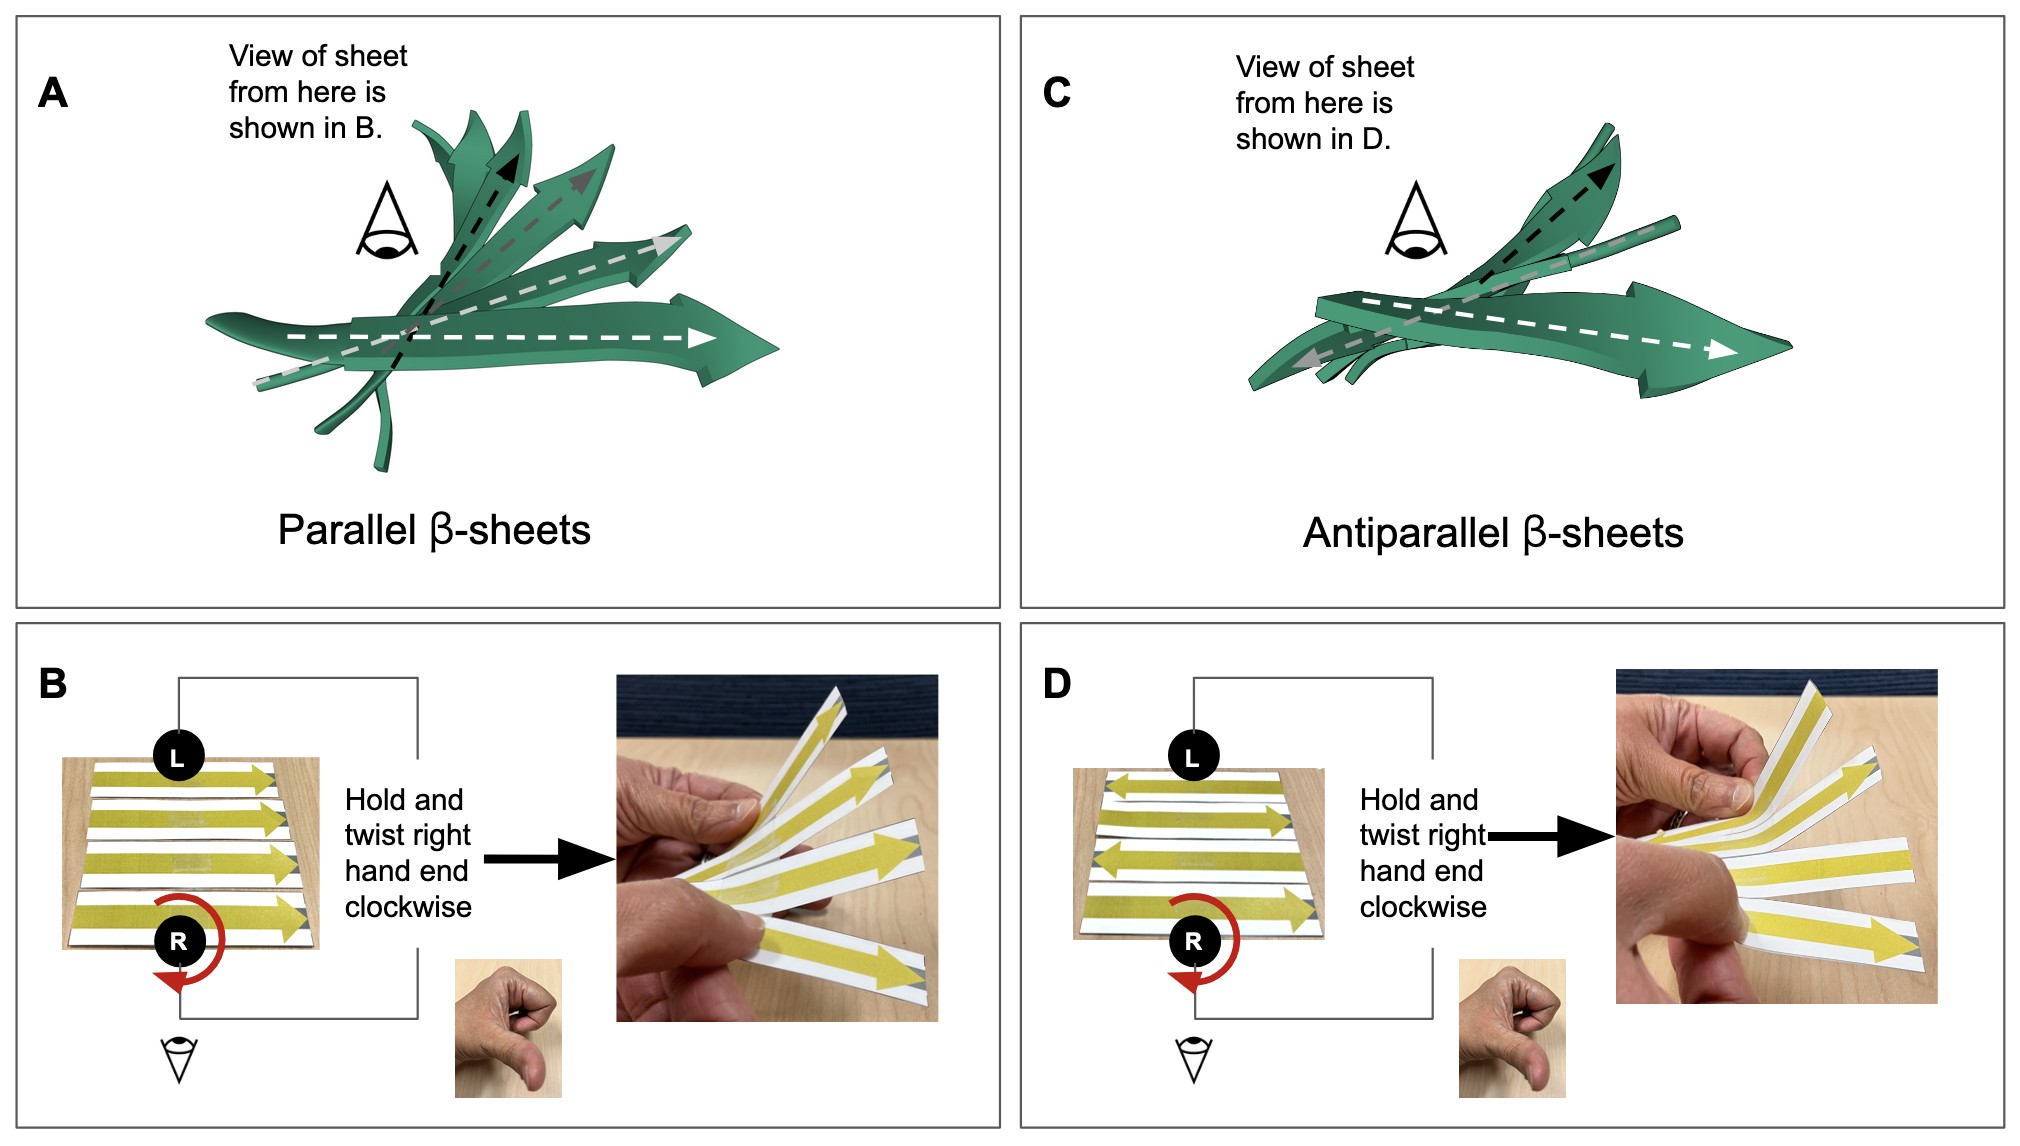 A
View of sheet
from here is
shown in B.
Parallel β-sheets
C
View of sheet
from here is
shown in D.
Antiparallel β-sheets
B
L
R
Hold and
twist right
hand end
clockwise
D
L
R
Hold and
twist right
hand end
clockwise